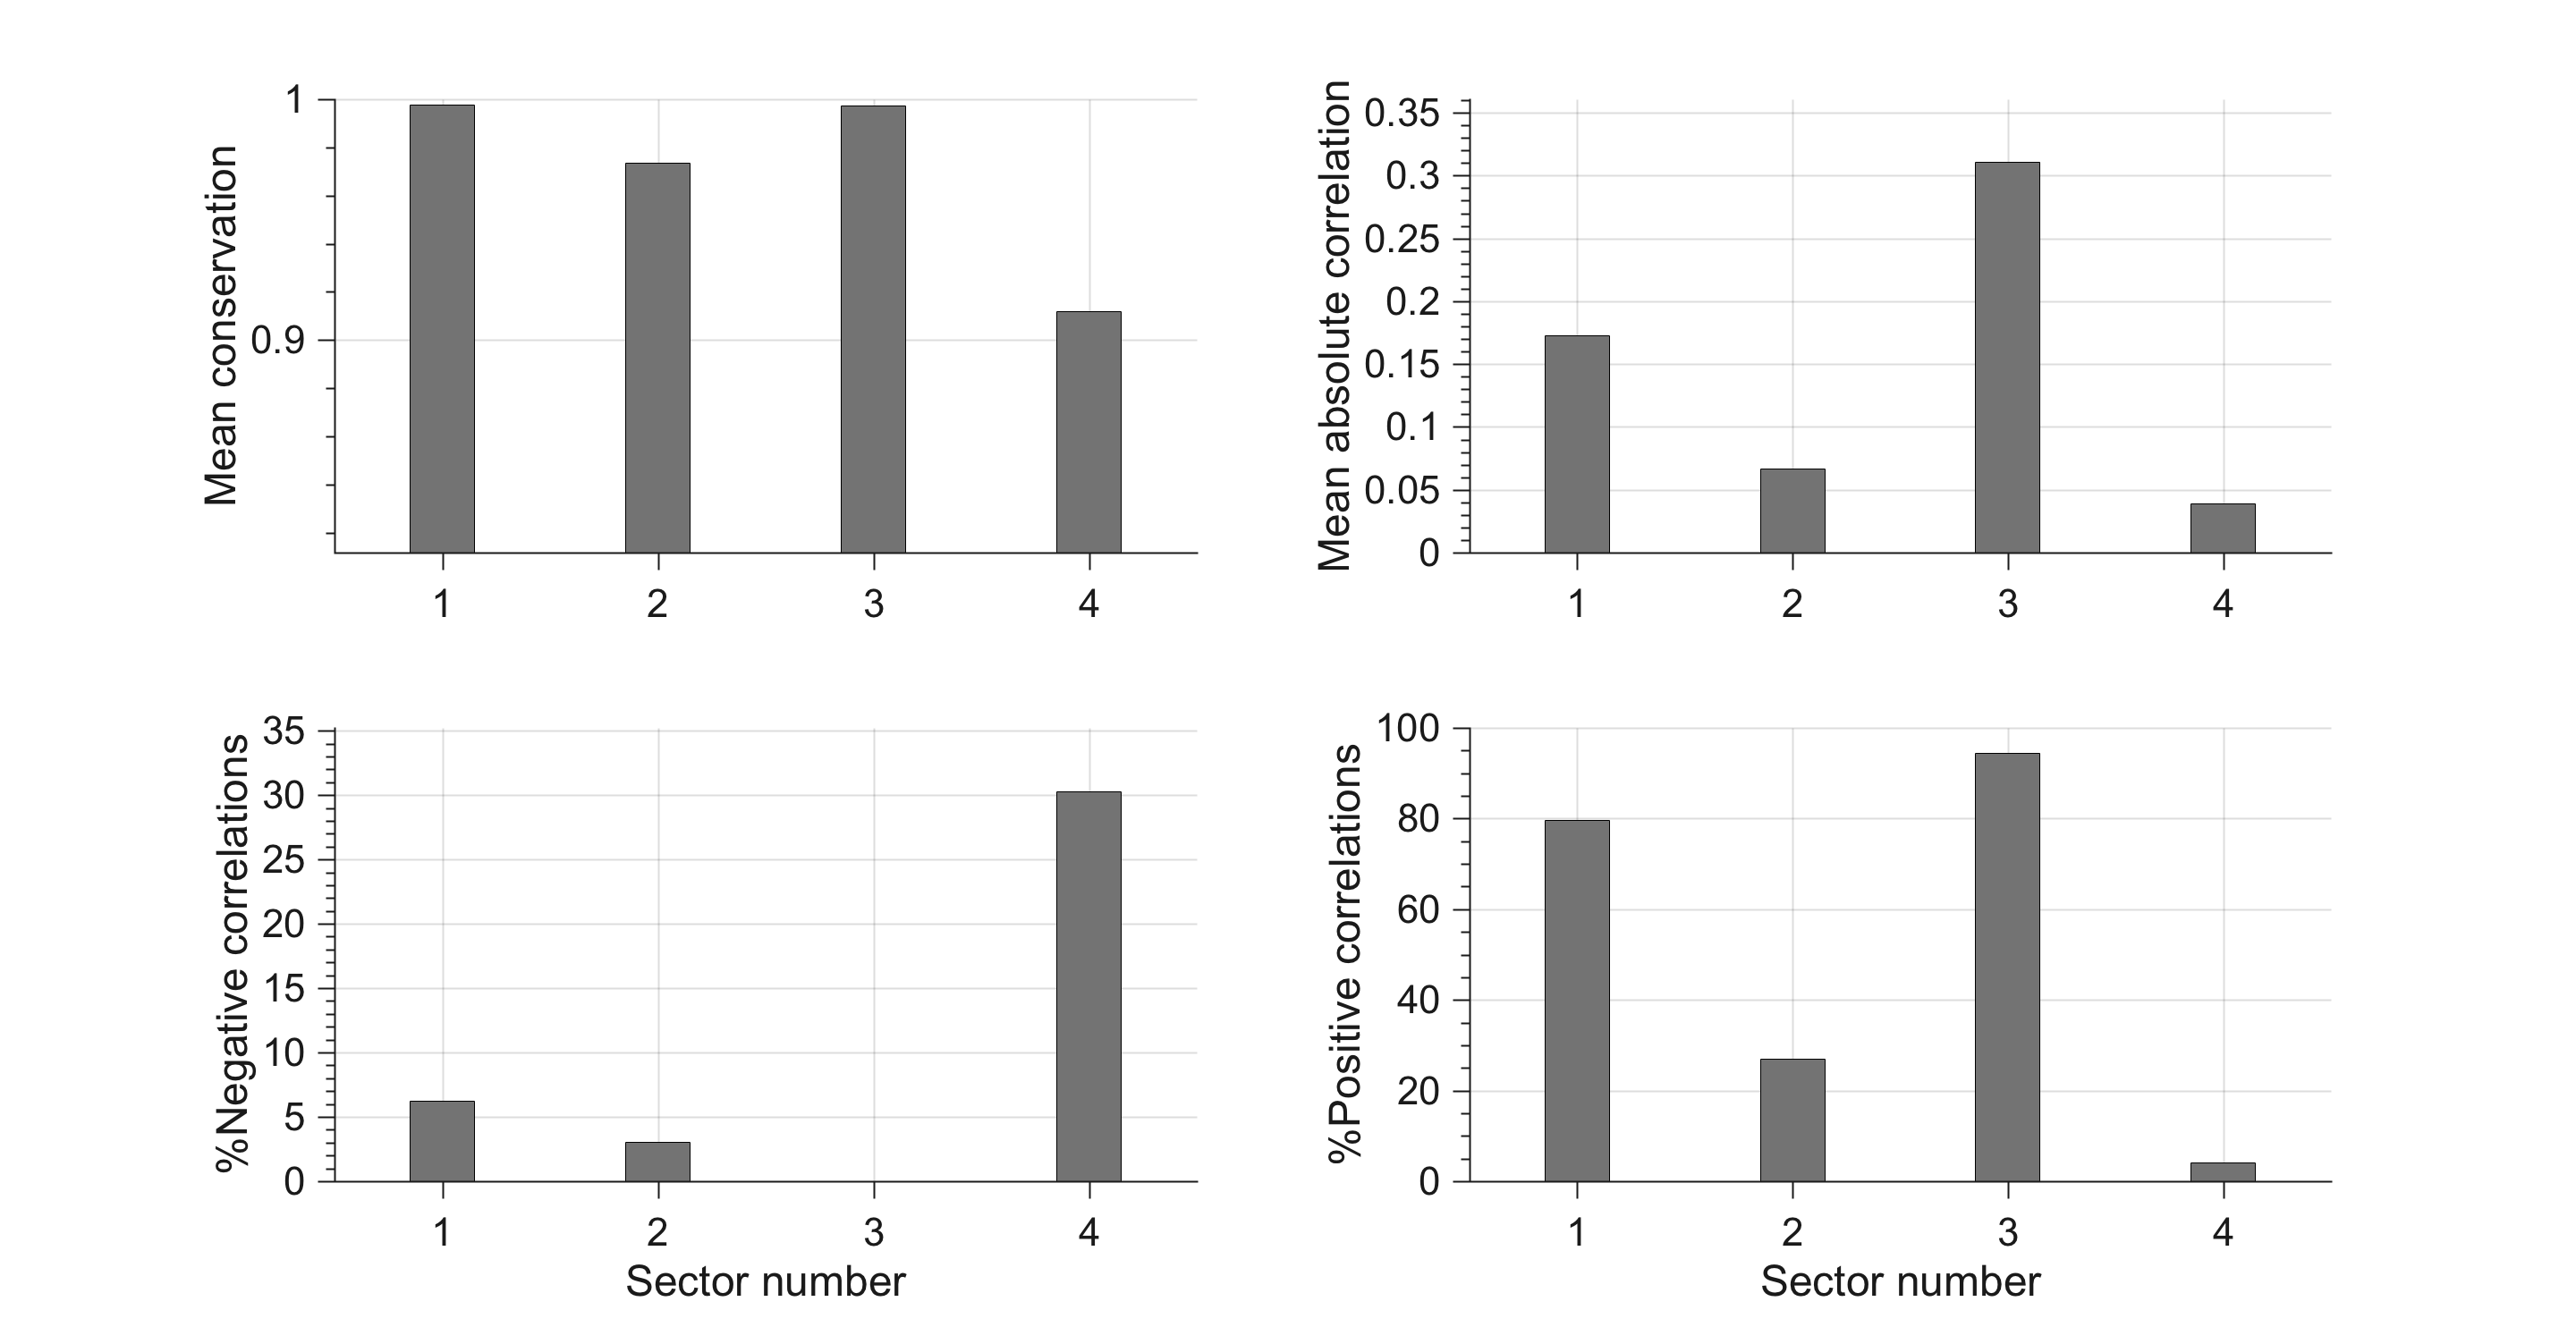 Mean conservation
1
0.9
1 2 3 4
Mean absolute correlation
0.35
0.3
0.25
0.2
0.15
0.1
0.05
0
1 2 3 4
%Negative correlations
35
30
25
20
15
10
5
0
1 2 3 4
Sector number
%Positive correlations
100
80
60
40
20
0
1 2 3 4
Sector number